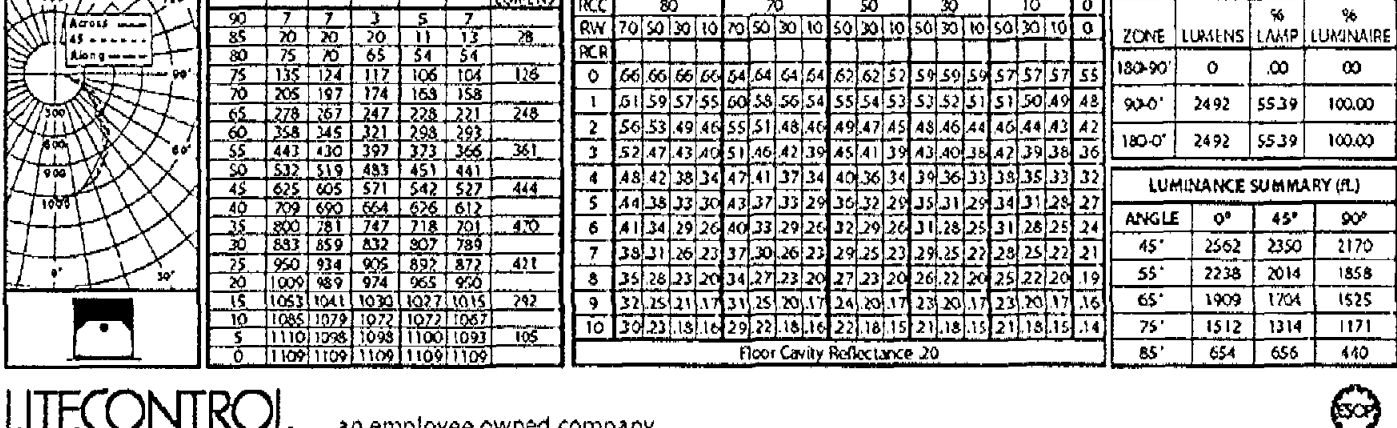 Across
45
Along
300
600
900
90°
60°
30°
0°
90 7 7 3 5 7
85 20 20 20 11 13 28
80 75 70 65 54 54
75 135 124 117 106 104 126
70 205 197 174 163 158
65 278 267 247 228 221 248
60 358 345 321 298 293
55 443 430 397 373 366 361
50 532 519 483 451 441
45 625 605 571 542 527 444
40 709 690 664 626 612
35 800 781 747 718 701 470
30 883 859 832 807 789
25 950 934 905 892 872 421
20 1009 989 974 965 950
15 1053 1041 1030 1027 1015 292
10 1085 1079 1072 1072 1067
5 1110 1098 1098 1100 1093 105
0 1109 1109 1109 1109 1109
RCC 80 70 50 30 10 0
RW 70 50 30 10 70 50 30 10 50 30 10 50 30 10 50 30 10 0
RCR
0 .66 .66 .66 .66 .64 .64 .64 .64 .62 .62 .52 .59 .59 .59 .57 .57 .57 .55
1 .61 .59 .57 .55 .60 .58 .56 .54 .55 .54 .53 .53 .52 .51 .51 .50 .49 .48
2 .56 .53 .49 .46 .55 .51 .48 .46 .49 .47 .45 .48 .46 .44 .46 .44 .43 .42
3 .52 .47 .43 .40 .51 .46 .42 .39 .45 .41 .39 .43 .40 .38 .42 .39 .38 .36
4 .48 .42 .38 .34 .47 .41 .37 .34 .40 .36 .34 .39 .36 .33 .38 .35 .33 .32
5 .44 .38 .33 .30 .43 .37 .33 .29 .36 .32 .29 .35 .31 .29 .34 .31 .28 .27
6 .41 .34 .29 .26 .40 .33 .29 .26 .32 .29 .26 .31 .28 .25 .31 .28 .25 .24
7 .38 .31 .26 .23 .37 .30 .26 .23 .29 .25 .23 .29 .25 .22 .28 .25 .22 .21
8 .35 .28 .23 .20 .34 .27 .23 .20 .27 .23 .20 .26 .22 .20 .25 .22 .20 .19
9 .32 .25 .21 .17 .31 .25 .20 .17 .24 .20 .17 .23 .20 .17 .23 .20 .17 .16
10 .30 .23 .18 .16 .29 .22 .18 .16 .22 .18 .15 .21 .18 .15 .21 .18 .15 .14
Floor Cavity Reflectance .20
% %
ZONE LUMENS LAMP LUMINAIRE
180-90° 0 .00 .00
90-0° 2492 55.39 100.00
180-0° 2492 55.39 100.00
LUMINANCE SUMMARY (fL)
ANGLE 0° 45° 90°
45° 2562 2350 2170
55° 2238 2014 1858
65° 1909 1704 1525
75° 1512 1314 1171
85° 654 656 440
LITECONTROL an employee owned company
ESOP